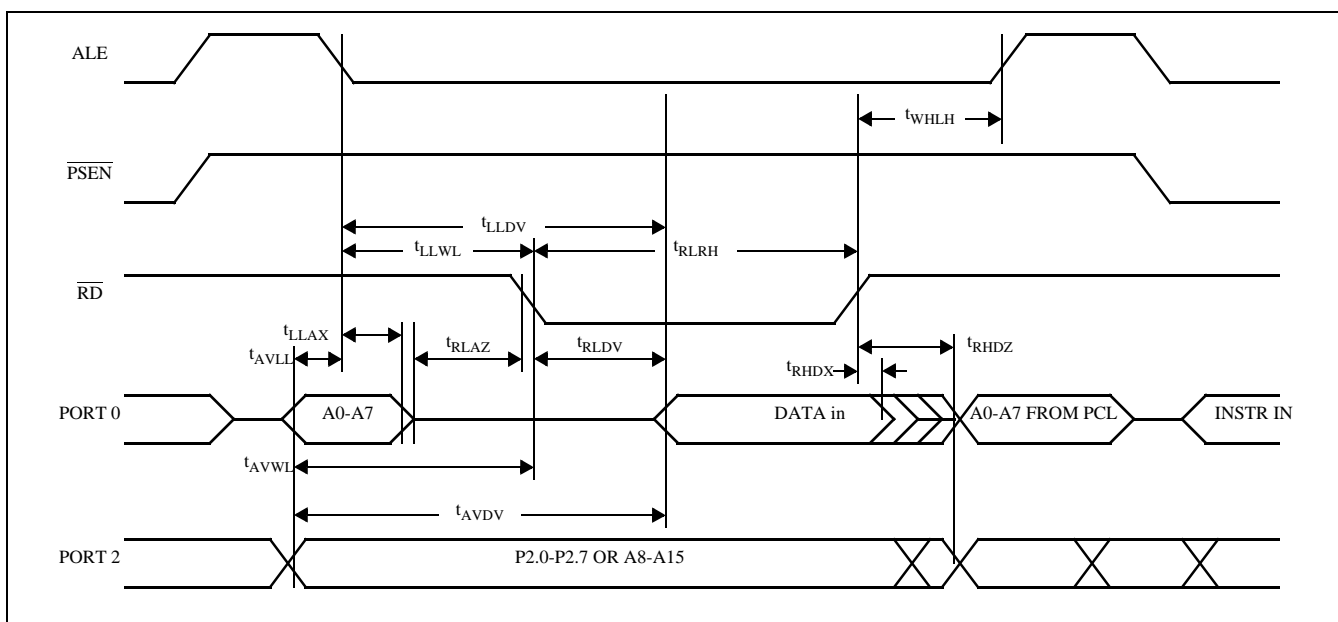 ALE
tWHLH
PSEN
tLLDV
tLLWL
tRLRH
RD
tLLAX
tAVLL
tRLAZ
tRLDV
tRHDZ
tRHDX
PORT 0
A0-A7
DATA in
A0-A7 FROM PCL
INSTR IN
tAVWL
tAVDV
PORT 2
P2.0-P2.7 OR A8-A15